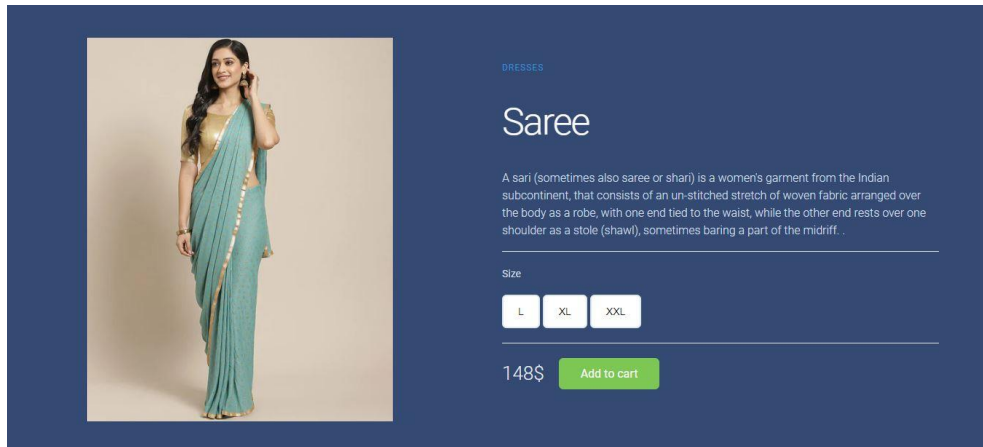 DRESSES
Saree
A sari (sometimes also saree or shari) is a women's garment from the Indian
subcontinent, that consists of an un-stitched stretch of woven fabric arranged over
the body as a robe, with one end tied to the waist, while the other end rests over one
shoulder as a stole (shawl), sometimes baring a part of the midriff. .
Size
L XL XXL
148$ Add to cart